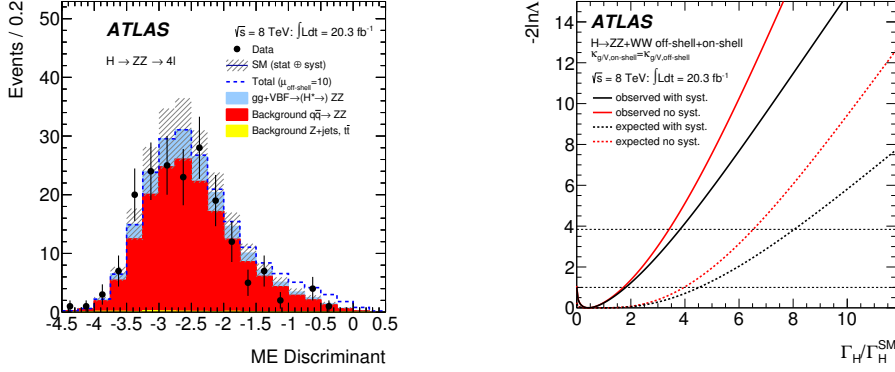 Events / 0.2
50
40
30
20
10
0
ATLAS
H → ZZ → 4l
√s = 8 TeV: ∫Ldt = 20.3 fb⁻¹
Data
SM (stat ⊕ syst)
Total (μoff-shell=10)
gg+VBF→(H*→) ZZ
Background qq̄→ ZZ
Background Z+jets, tt̄
-4.5 -4 -3.5 -3 -2.5 -2 -1.5 -1 -0.5 0 0.5
ME Discriminant
-2lnΛ
14
12
10
8
6
4
2
0
ATLAS
H→ZZ+WW off-shell+on-shell
κg/V,on-shell=κg/V,off-shell
√s = 8 TeV: ∫Ldt = 20.3 fb⁻¹
observed with syst.
observed no syst.
expected with syst.
expected no syst.
0 2 4 6 8 10
Γ_H/Γ_H^SM